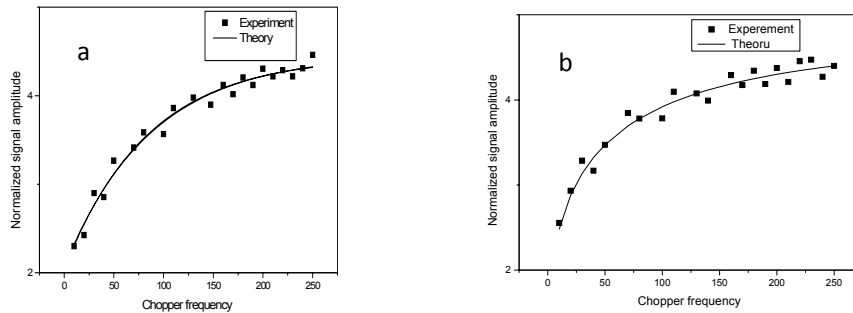 a
Experiment
Theory
Normalized signal amplitude
4
2
0
50
100
150
200
250
Chopper frequency
b
Experement
Theoru
Normalized signal amplitude
4
2
0
50
100
150
200
250
Chopper frequency